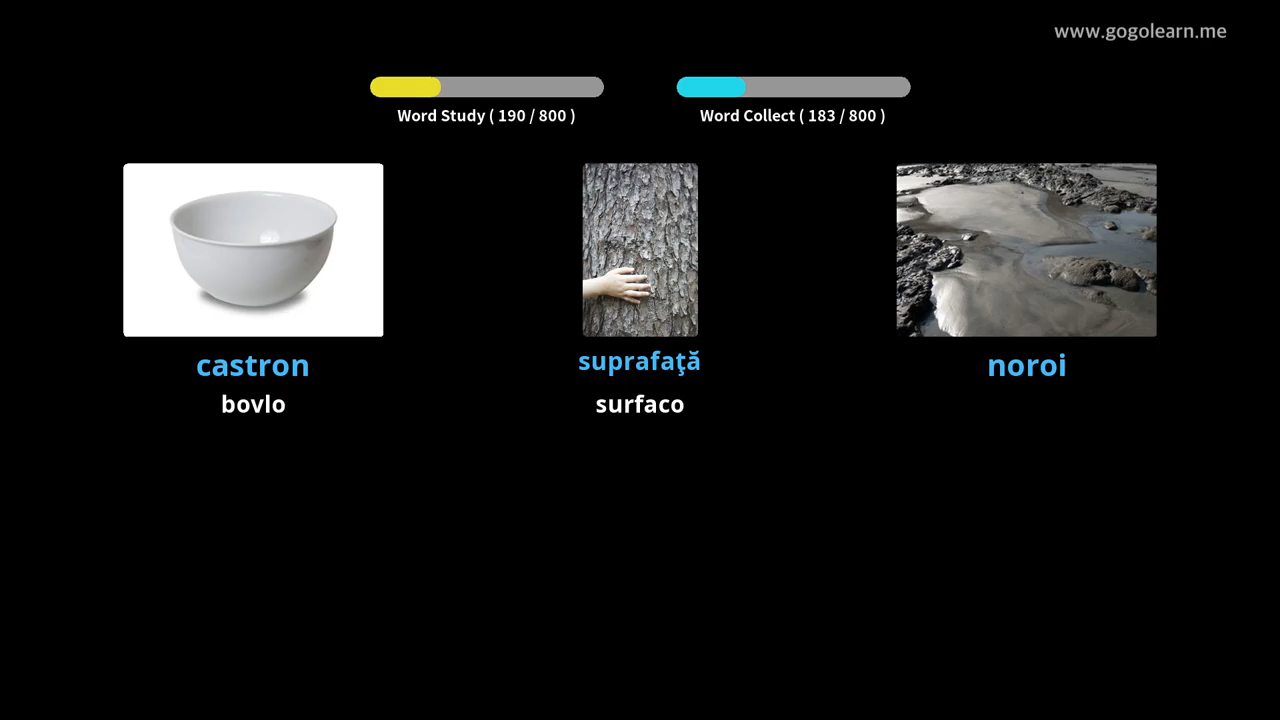 www.gogolearn.me
Word Study ( 190 / 800 )
Word Collect ( 183 / 800 )
castron
bovlo
suprafaţă
surfaco
noroi